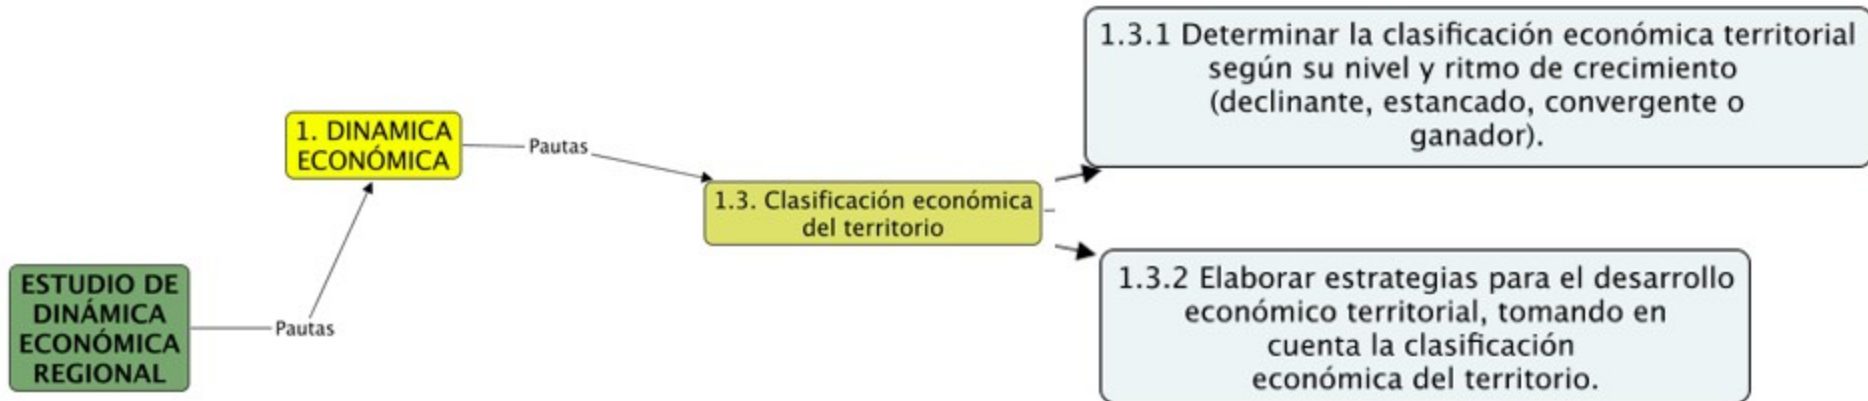 ESTUDIO DE
DINÁMICA
ECONÓMICA
REGIONAL
Pautas
1. DINAMICA
ECONÓMICA
Pautas
1.3. Clasificación económica
del territorio
1.3.1 Determinar la clasificación económica territorial
según su nivel y ritmo de crecimiento
(declinante, estancado, convergente o
ganador).
1.3.2 Elaborar estrategias para el desarrollo
económico territorial, tomando en
cuenta la clasificación
económica del territorio.